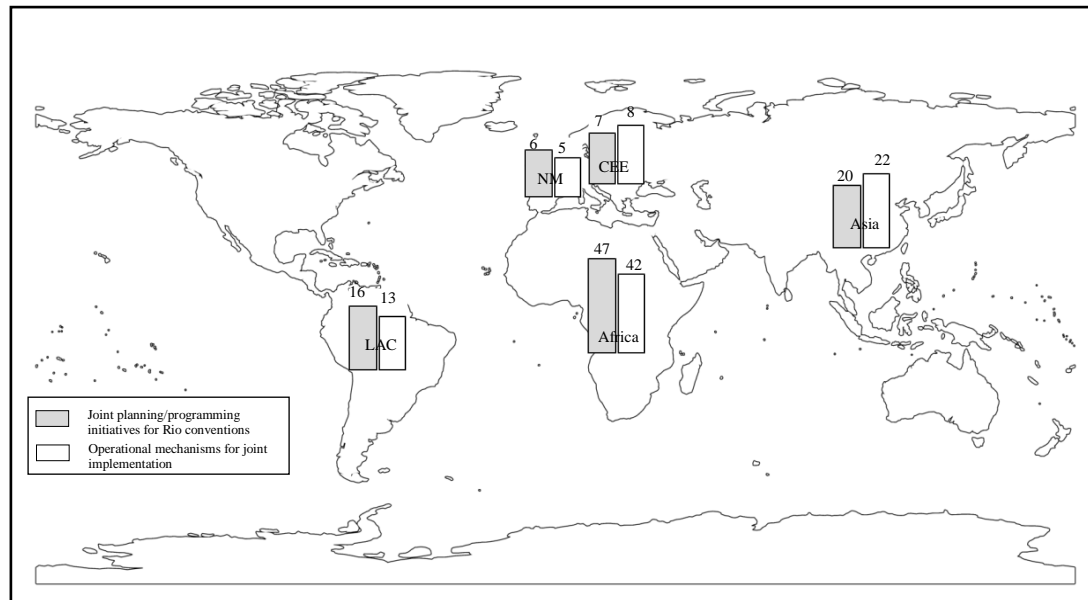 7 8
6 5
CEE
NM
20 22
Asia
47 42
Africa
16 13
LAC
Joint planning/programming
initiatives for Rio conventions
Operational mechanisms for joint
implementation